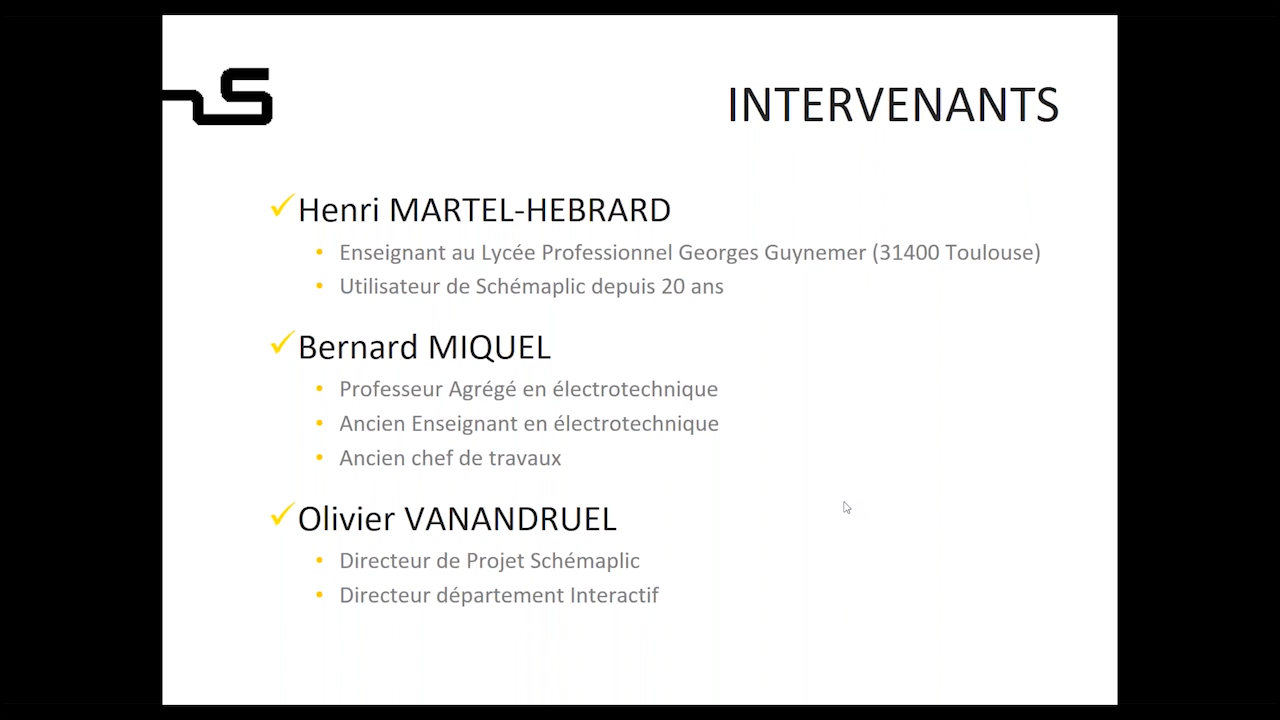 INTERVENANTS
Henri MARTEL-HEBRARD
Enseignant au Lycée Professionnel Georges Guynemer (31400 Toulouse)
Utilisateur de Schémaplic depuis 20 ans
Bernard MIQUEL
Professeur Agrégé en électrotechnique
Ancien Enseignant en électrotechnique
Ancien chef de travaux
Olivier VANANDRUEL
Directeur de Projet Schémaplic
Directeur département Interactif